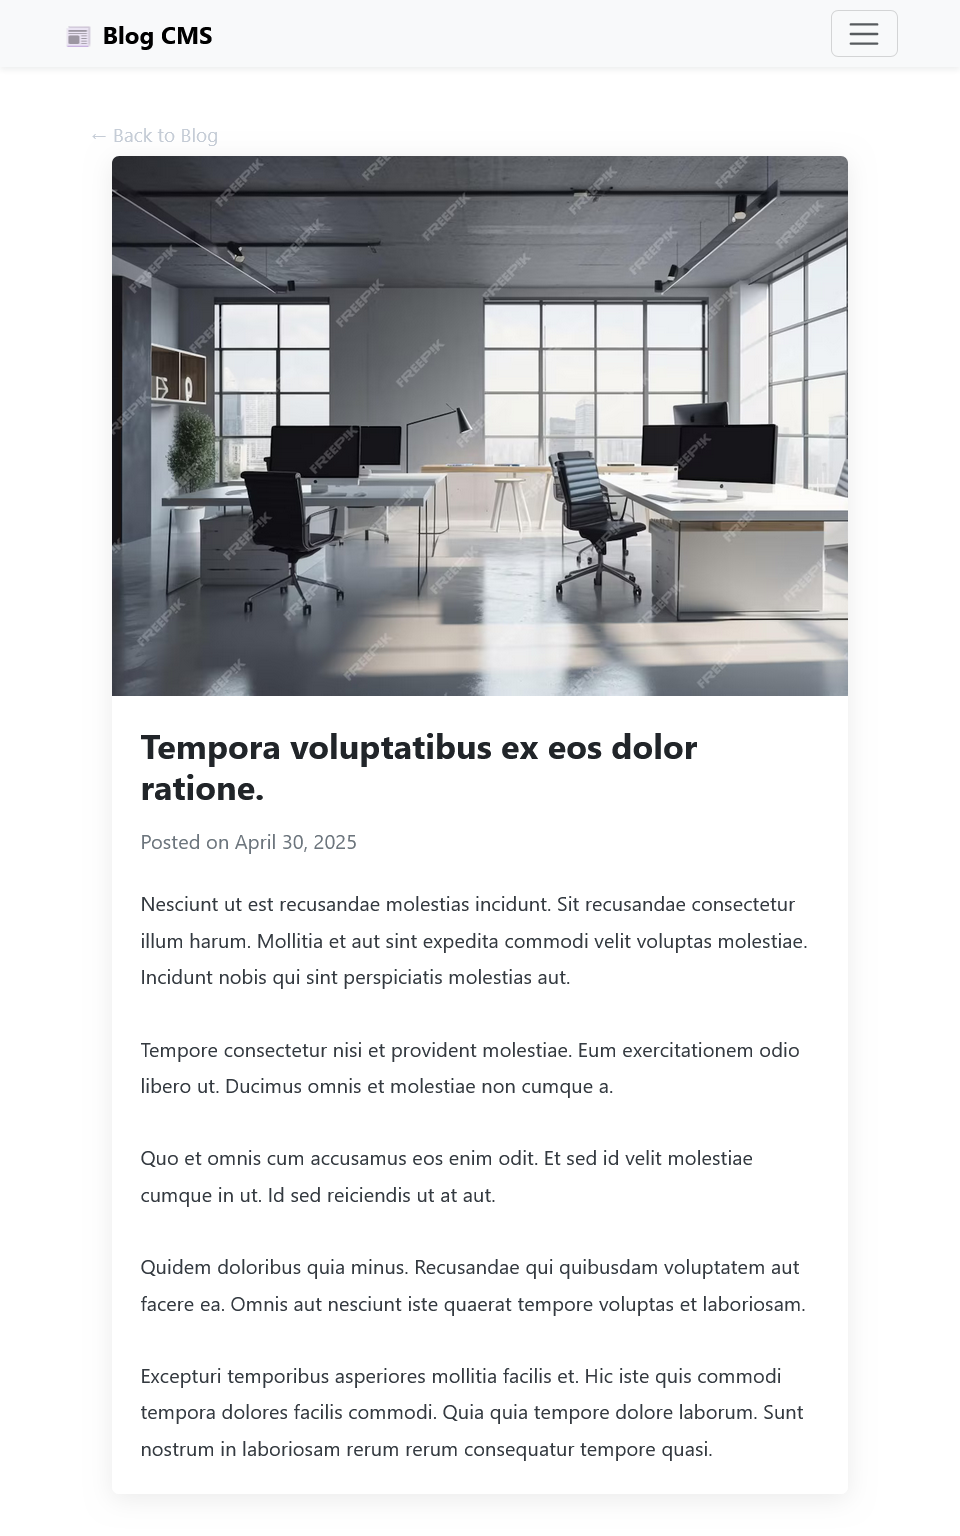 Blog CMS
← Back to Blog
FREEPIK
Tempora voluptatibus ex eos dolor
ratione.
Posted on April 30, 2025
Nesciunt ut est recusandae molestias incidunt. Sit recusandae consectetur
illum harum. Mollitia et aut sint expedita commodi velit voluptas molestiae.
Incidunt nobis qui sint perspiciatis molestias aut.
Tempore consectetur nisi et provident molestiae. Eum exercitationem odio
libero ut. Ducimus omnis et molestiae non cumque a.
Quo et omnis cum accusamus eos enim odit. Et sed id velit molestiae
cumque in ut. Id sed reiciendis ut at aut.
Quidem doloribus quia minus. Recusandae qui quibusdam voluptatem aut
facere ea. Omnis aut nesciunt iste quaerat tempore voluptas et laboriosam.
Excepturi temporibus asperiores mollitia facilis et. Hic iste quis commodi
tempora dolores facilis commodi. Quia quia tempore dolore laborum. Sunt
nostrum in laboriosam rerum rerum consequatur tempore quasi.